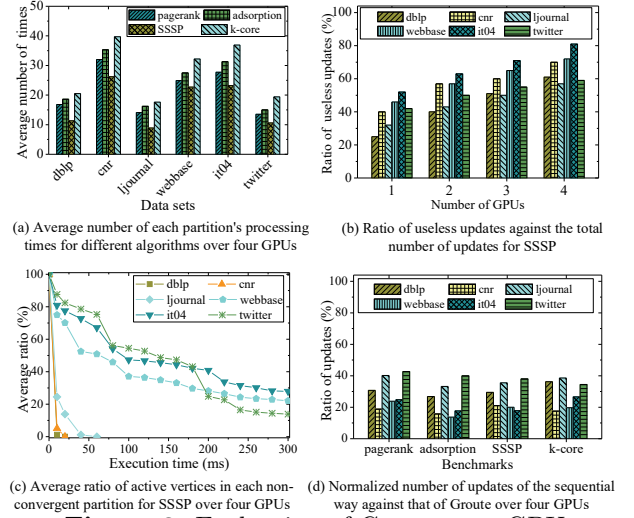 pagerank adsorption
SSSP k-core
Average number of times
50
40
30
20
10
0
dblp cnr ljournal webbase it04 twitter
Data sets
(a) Average number of each partition's processing
times for different algorithms over four GPUs
dblp cnr ljournal
webbase it04 twitter
Ratio of useless updates (%)
100
80
60
40
20
0
1 2 3 4
Number of GPUs
(b) Ratio of useless updates against the total
number of updates for SSSP
dblp cnr
ljournal webbase
it04 twitter
Average ratio (%)
100
80
60
40
20
0
0 50 100 150 200 250 300
Execution time (ms)
(c) Average ratio of active vertices in each non-
convergent partition for SSSP over four GPUs
dblp cnr ljournal
webbase it04 twitter
Ratio of updates (%)
100
80
60
40
20
0
pagerank adsorption SSSP k-core
Benchmarks
(d) Normalized number of updates of the sequential
way against that of Groute over four GPUs